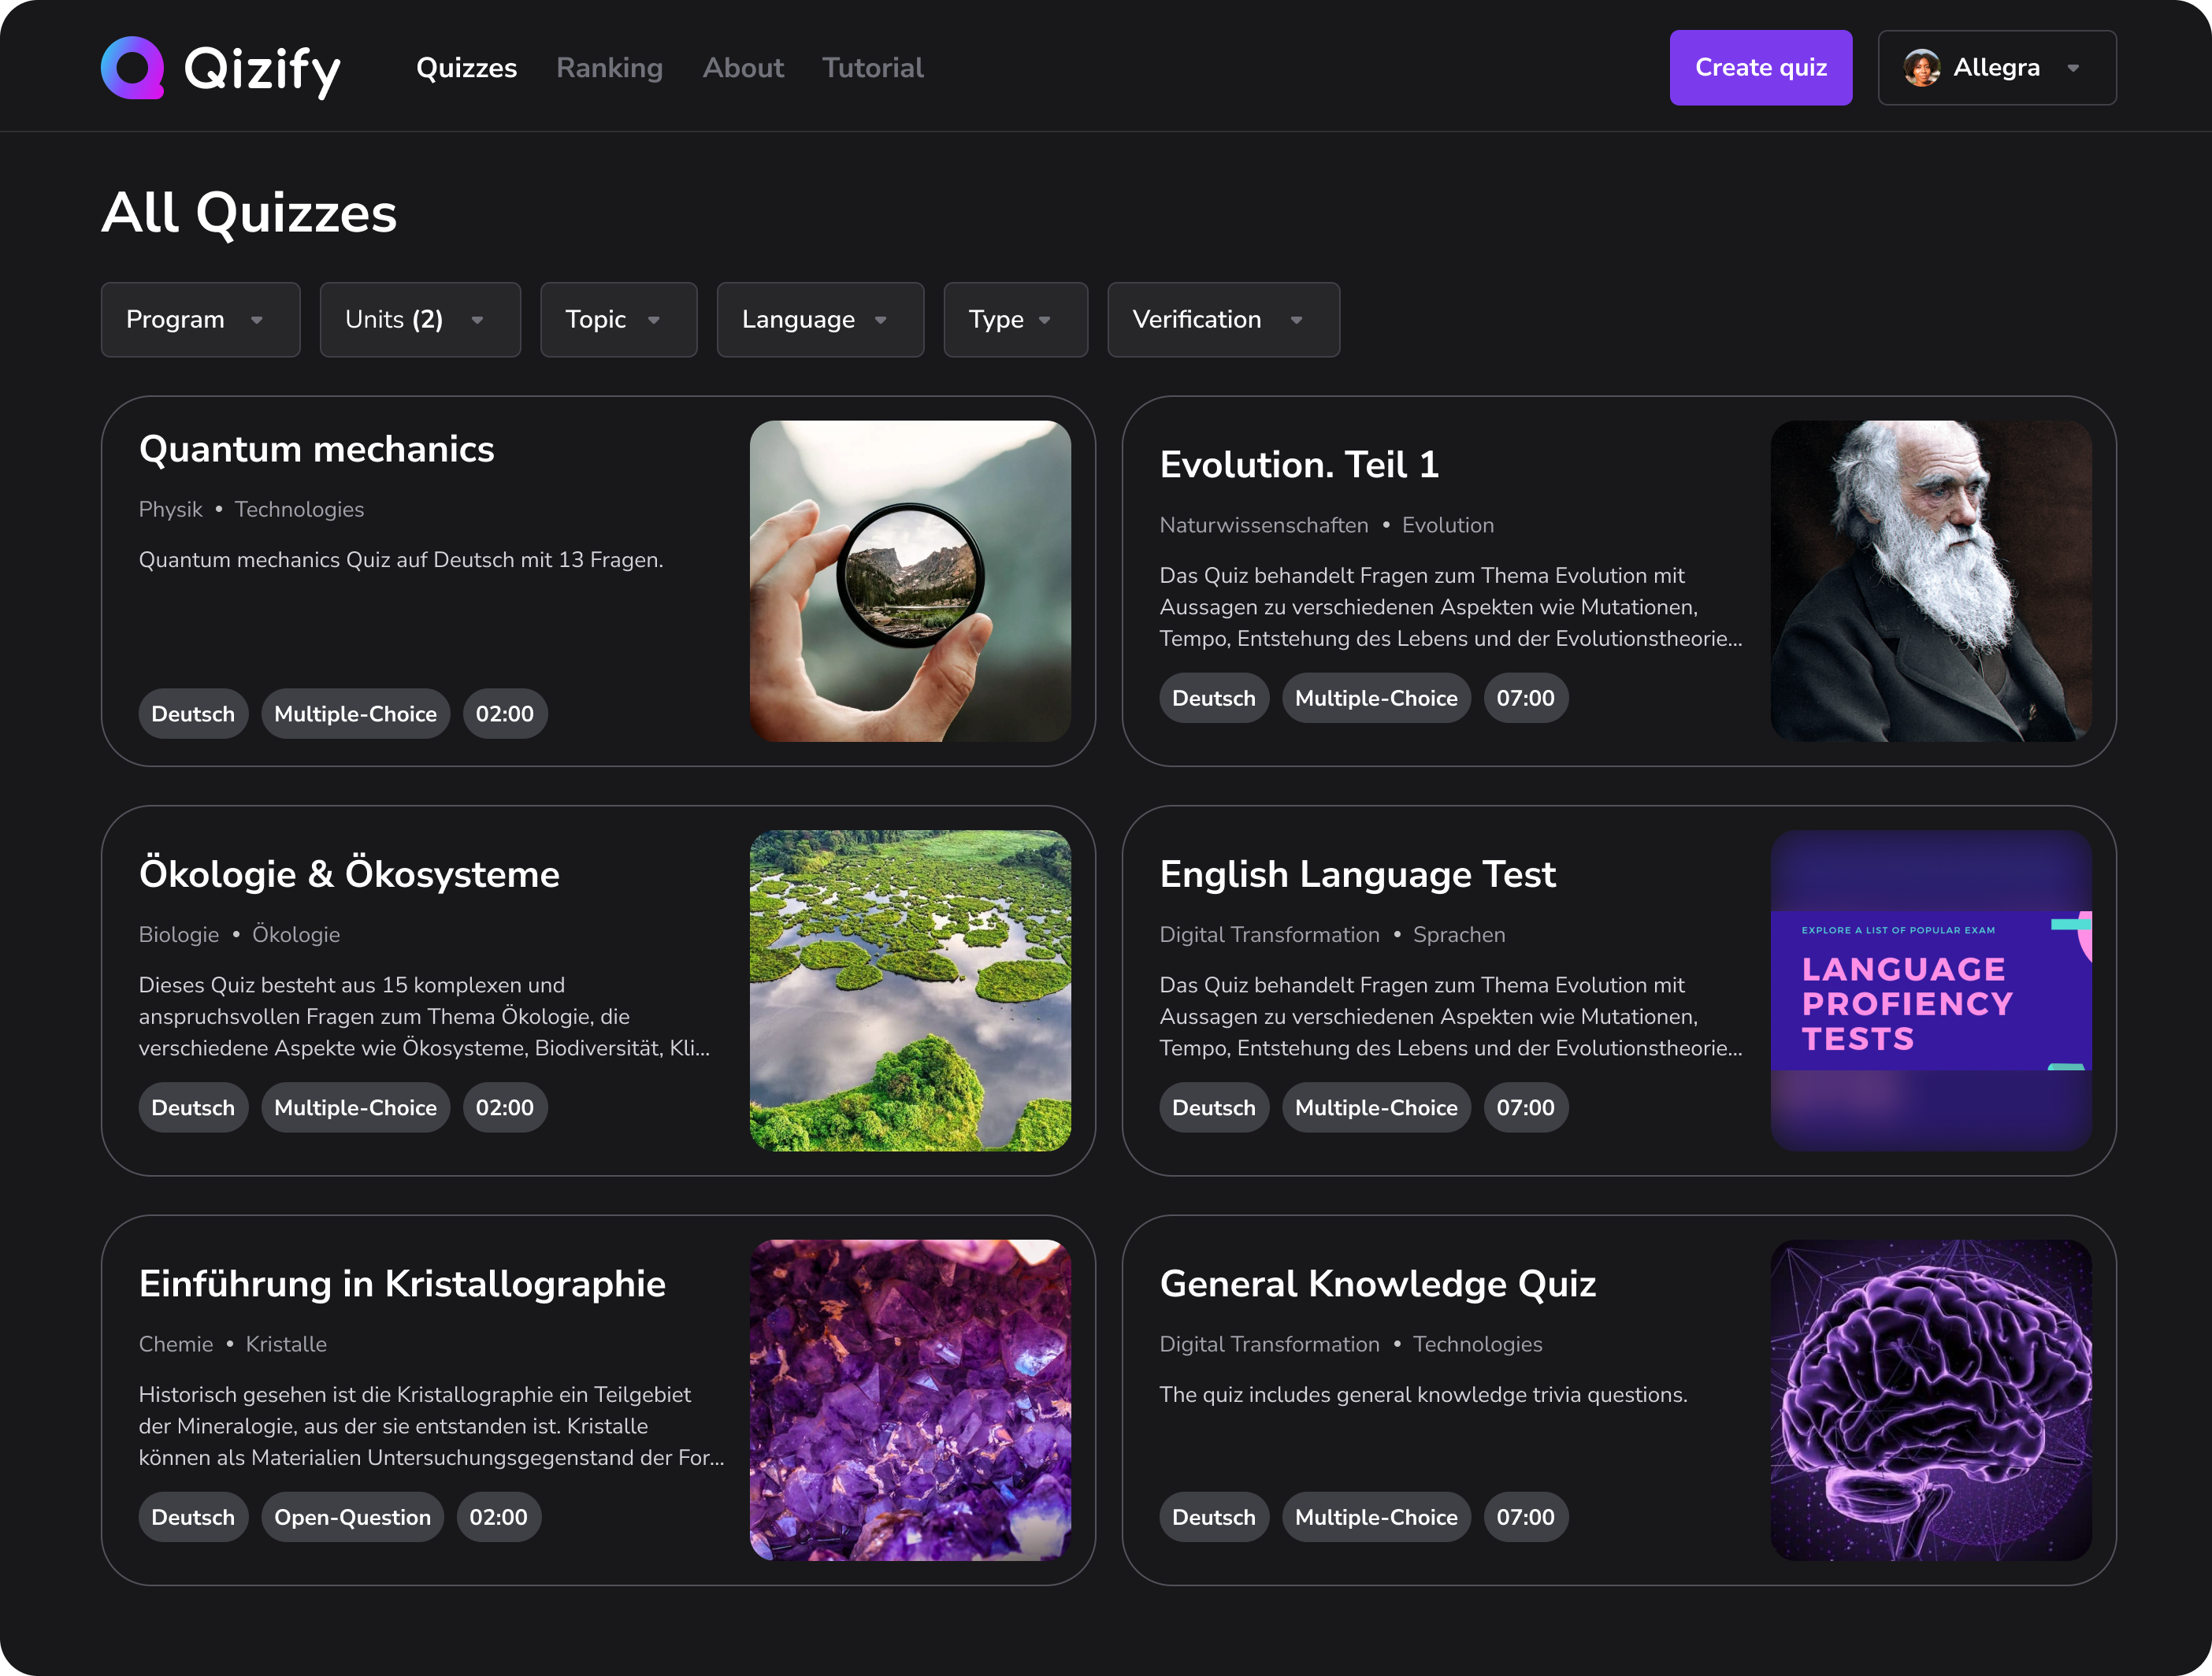 Qizify
Quizzes Ranking About Tutorial
Create quiz
Allegra
All Quizzes
Program
Units (2)
Topic
Language
Type
Verification
Quantum mechanics
Physik • Technologies
Quantum mechanics Quiz auf Deutsch mit 13 Fragen.
Deutsch Multiple-Choice 02:00
Evolution. Teil 1
Naturwissenschaften • Evolution
Das Quiz behandelt Fragen zum Thema Evolution mit
Aussagen zu verschiedenen Aspekten wie Mutationen,
Tempo, Entstehung des Lebens und der Evolutionstheorie...
Deutsch Multiple-Choice 07:00
Ökologie & Ökosysteme
Biologie • Ökologie
Dieses Quiz besteht aus 15 komplexen und
anspruchsvollen Fragen zum Thema Ökologie, die
verschiedene Aspekte wie Ökosysteme, Biodiversität, Kli...
Deutsch Multiple-Choice 02:00
English Language Test
Digital Transformation • Sprachen
Das Quiz behandelt Fragen zum Thema Evolution mit
Aussagen zu verschiedenen Aspekten wie Mutationen,
Tempo, Entstehung des Lebens und der Evolutionstheorie...
Deutsch Multiple-Choice 07:00
EXPLORE A LIST OF POPULAR EXAM
LANGUAGE
PROFIENCY
TESTS
Einführung in Kristallographie
Chemie • Kristalle
Historisch gesehen ist die Kristallographie ein Teilgebiet
der Mineralogie, aus der sie entstanden ist. Kristalle
können als Materialien Untersuchungsgegenstand der For...
Deutsch Open-Question 02:00
General Knowledge Quiz
Digital Transformation • Technologies
The quiz includes general knowledge trivia questions.
Deutsch Multiple-Choice 07:00